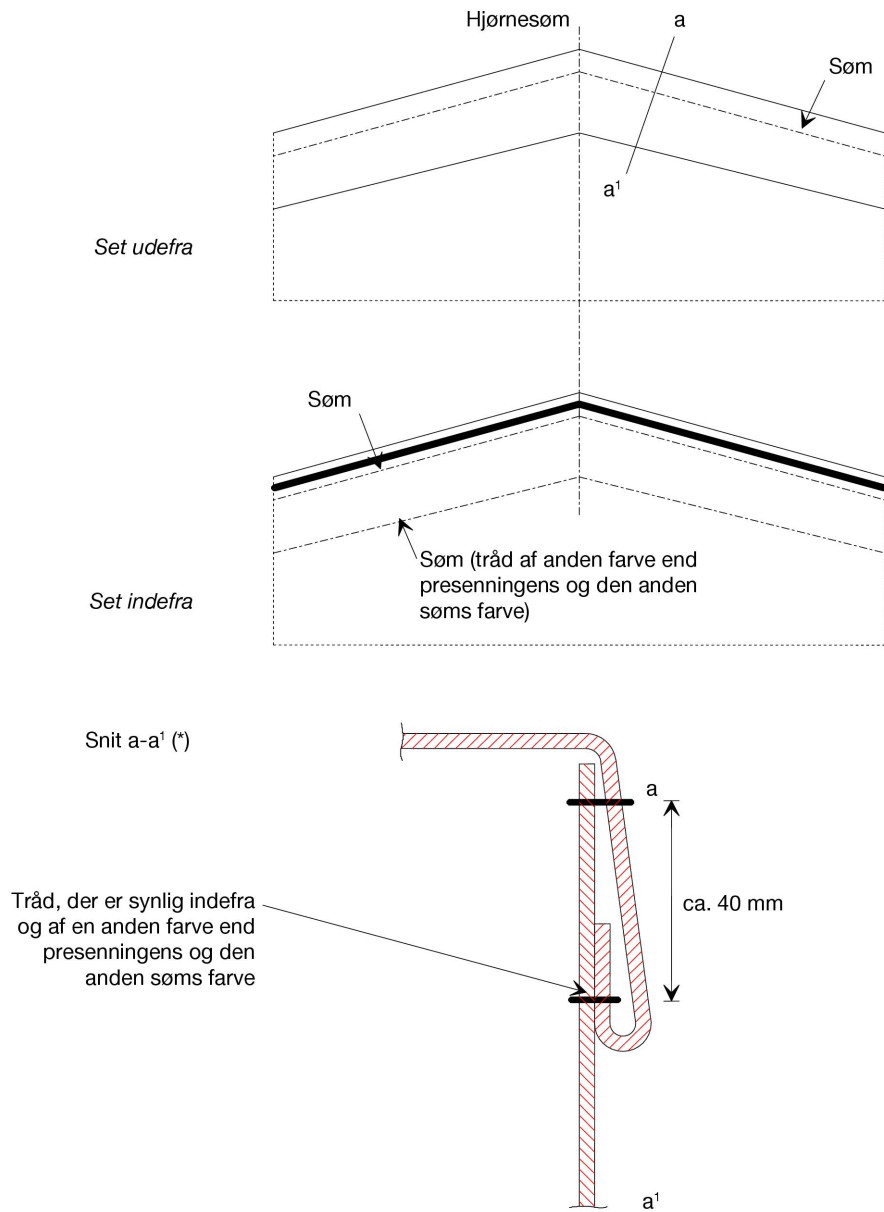 Hjørnesøm
a
Søm
a¹
Set udefra
Søm
Søm (tråd af anden farve end
presenningens og den anden
søms farve)
Set indefra
Snit a-a¹ (*)
a
ca. 40 mm
Tråd, der er synlig indefra
og af en anden farve end
presenningens og den
anden søms farve
a¹